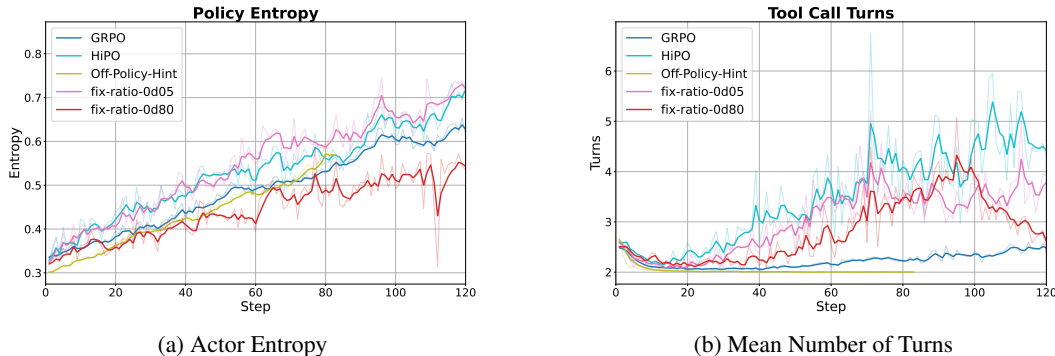 Policy Entropy
GRPO
HiPO
Off-Policy-Hint
fix-ratio-0d05
fix-ratio-0d80
Entropy
0.8
0.7
0.6
0.5
0.4
0.3
0
20
40
60
80
100
120
Step
(a) Actor Entropy
Tool Call Turns
GRPO
HiPO
Off-Policy-Hint
fix-ratio-0d05
fix-ratio-0d80
Turns
6
5
4
3
2
0
20
40
60
80
100
120
Step
(b) Mean Number of Turns